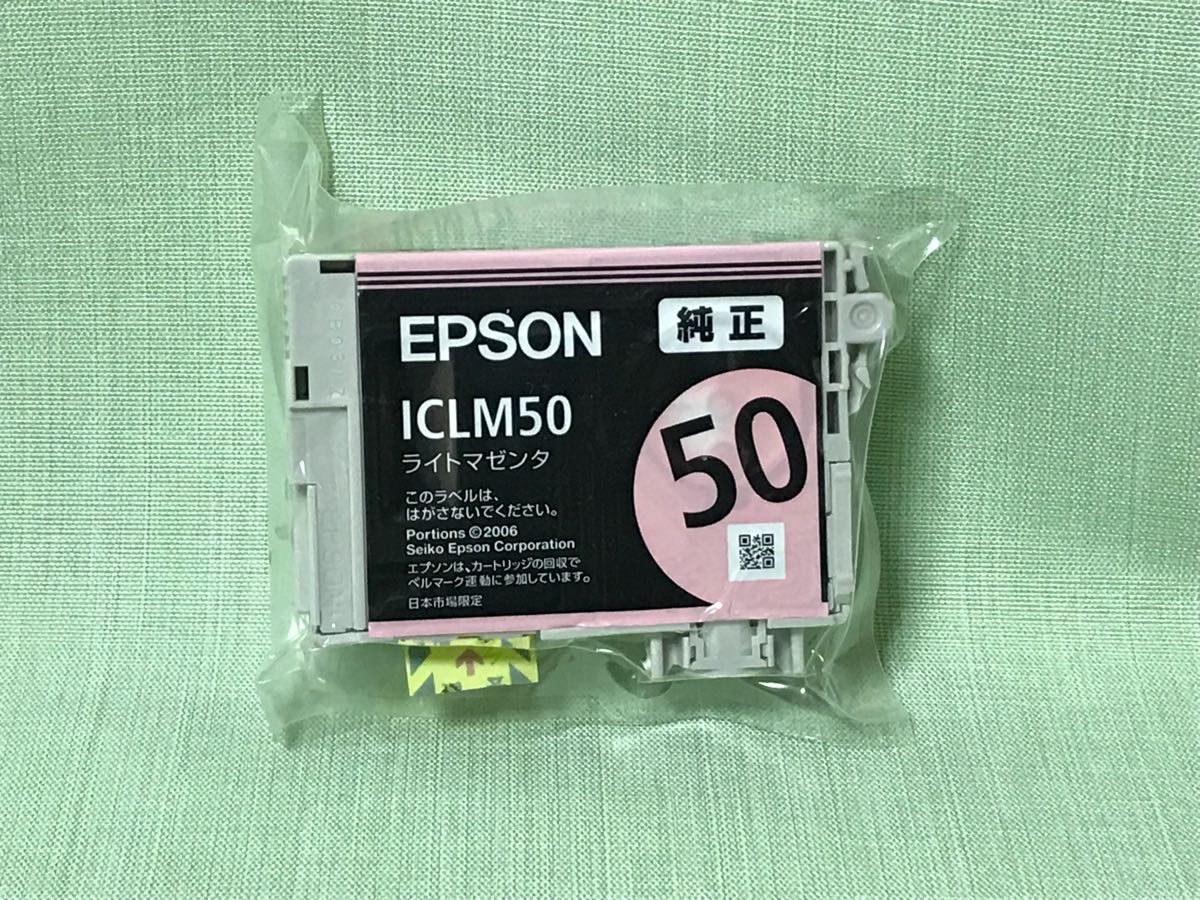 EPSON
純正
ICLM50
ライトマゼンタ
50
このラベルは、
はがさないでください。
Portions ©2006
Seiko Epson Corporation
エプソンは、カートリッジの回収で
ベルマーク運動に参加しています。
日本市場限定